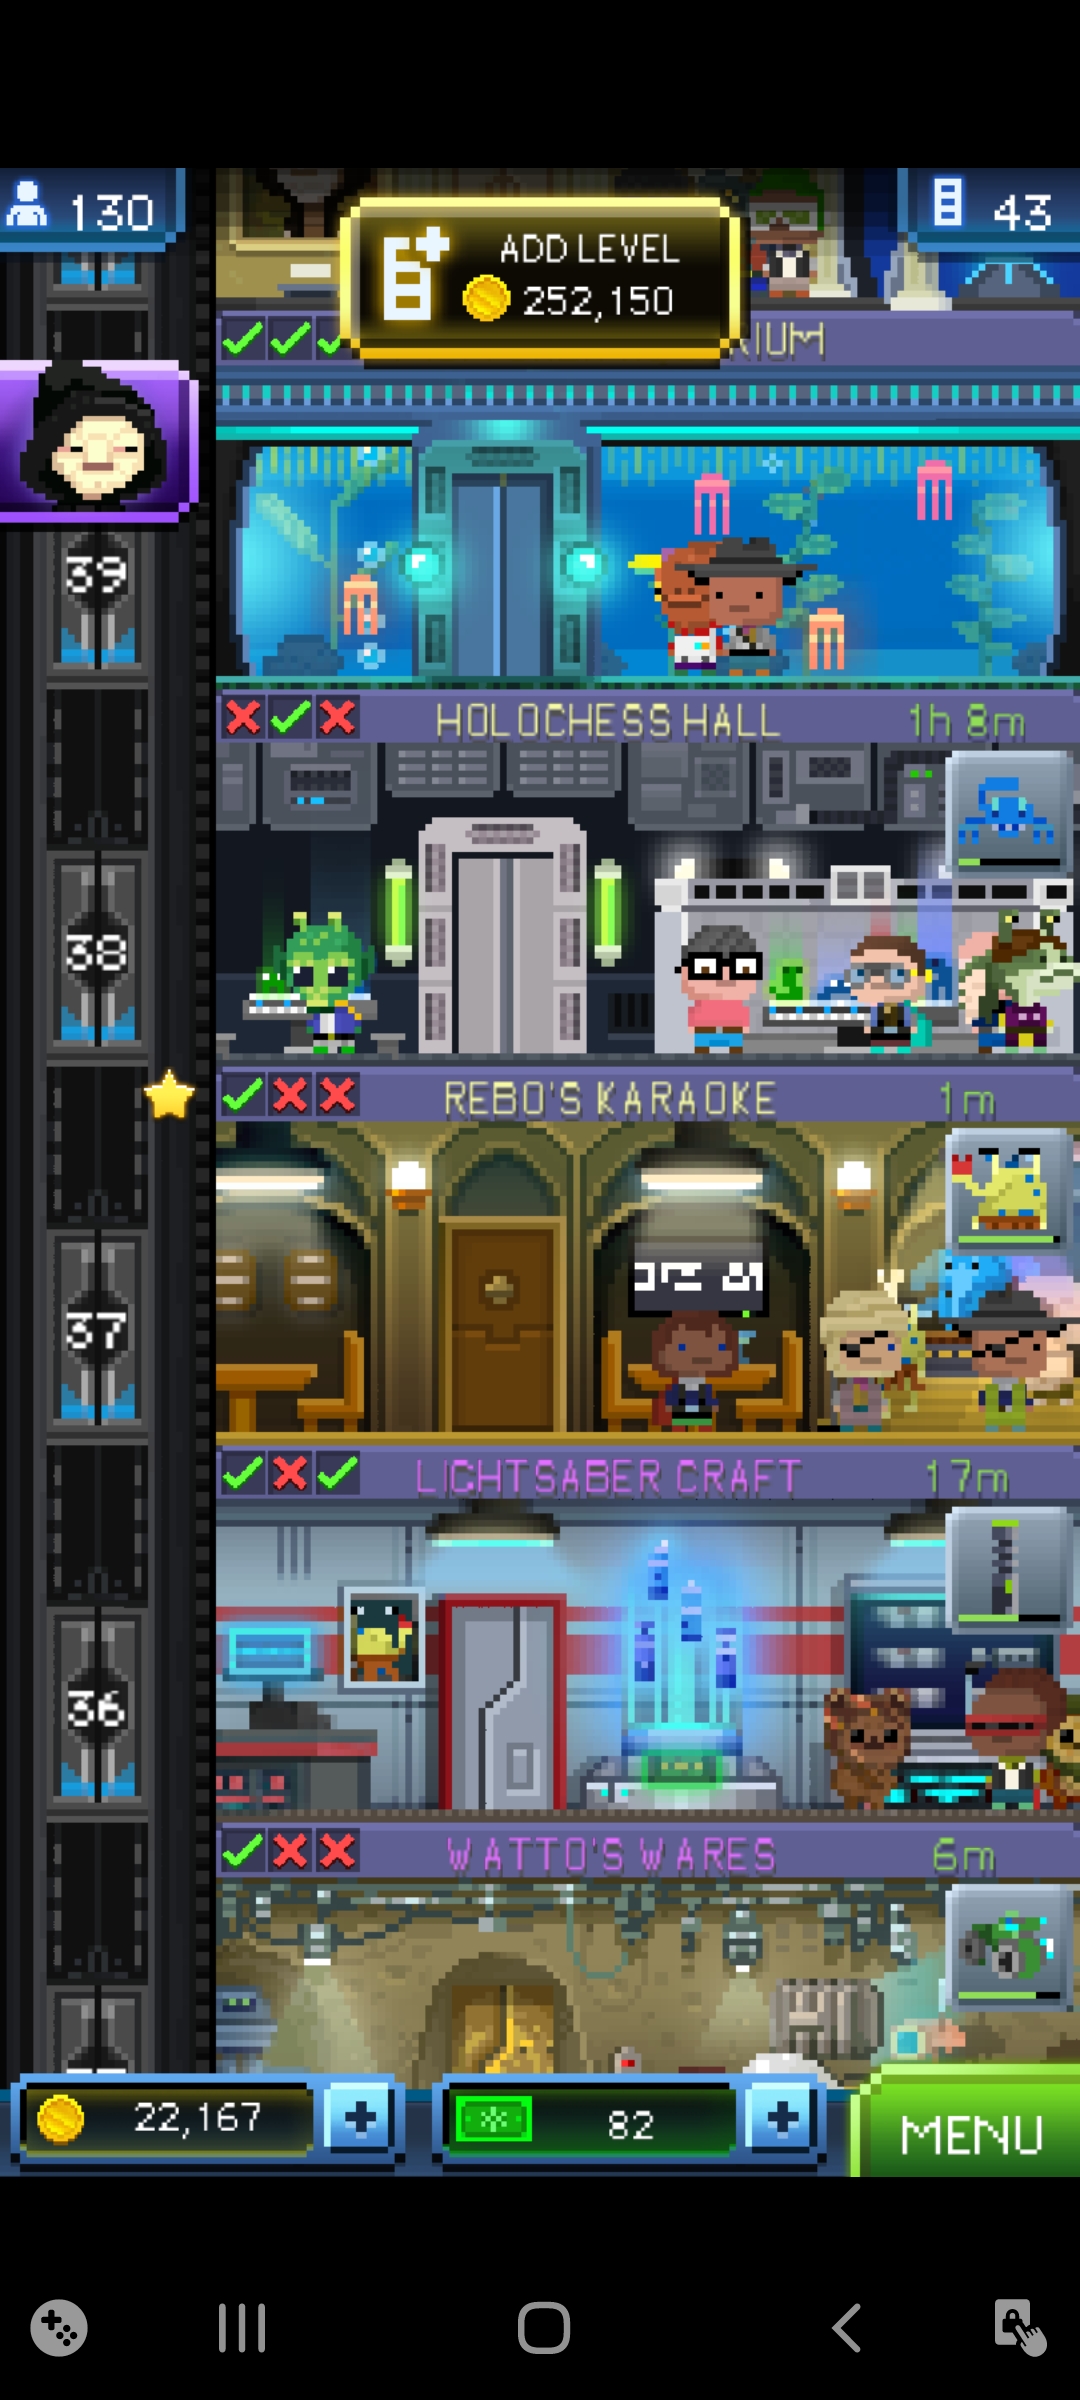 130
43
ADD LEVEL
252,150
39
HOLOCHESS HALL 1h 8m
38
REBO'S KARAOKE 1m
37
LIGHTSABER CRAFT 17m
36
WATTO'S WARES 6m
22,167
82
MENU